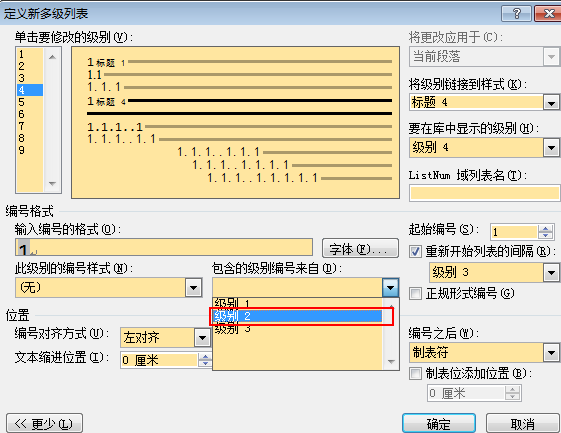 定义新多级列表
单击要修改的级别(V):
将更改应用于(C):
当前段落
1
2
3
4
5
6
7
8
9
1 标题 1
1.1
1.1.1
1 标题 4
1.1.1..1
1.1.1..1.1
1.1.1..1.1.1
1.1.1..1.1.1.1
1.1.1..1.1.1.1.1
将级别链接到样式(K):
标题 4
要在库中显示的级别(H):
级别 4
ListNum 域列表名(T):
编号格式
输入编号的格式(O):
1.
字体(F)...
起始编号(S):
1
重新开始列表的间隔(R):
级别 3
此级别的编号样式(N):
(无)
包含的级别编号来自(D):
级别 1
级别 2
级别 3
正规形式编号(G)
位置
编号对齐方式(U):
左对齐
文本缩进位置(I):
0 厘米
编号之后(W):
制表符
制表位添加位置(B):
0 厘米
<< 更少(L)
确定
取消